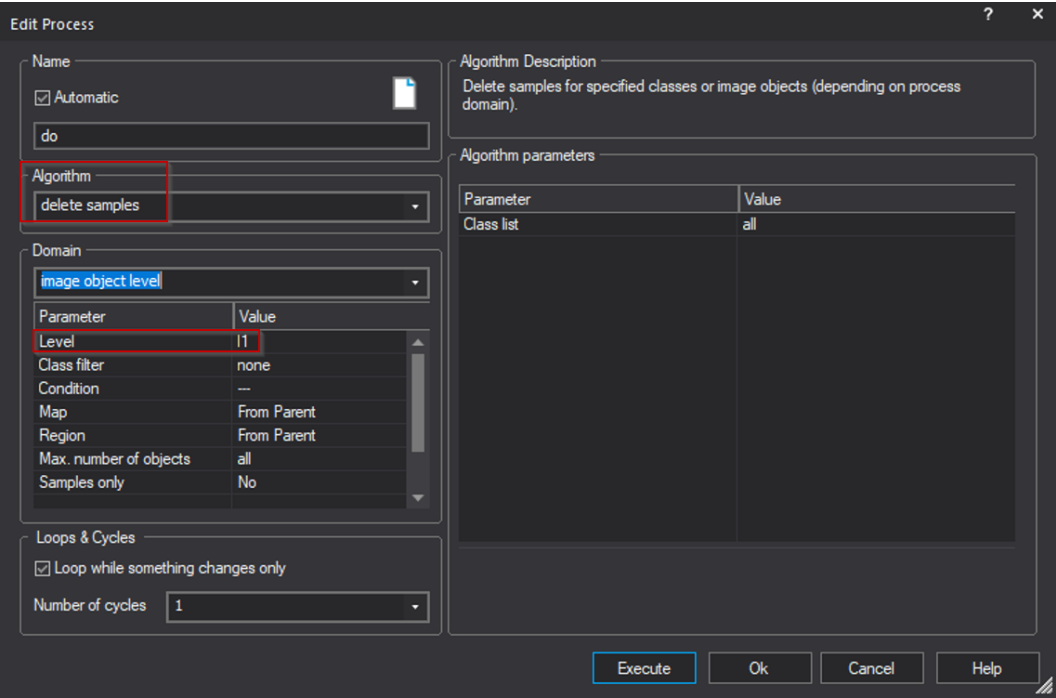 Edit Process
?
×
Name
Automatic
do
Algorithm
delete samples
Domain
image object level
Parameter Value
Level l1
Class filter none
Condition ---
Map From Parent
Region From Parent
Max. number of objects all
Samples only No
Loops & Cycles
Loop while something changes only
Number of cycles 1
Algorithm Description
Delete samples for specified classes or image objects (depending on process
domain).
Algorithm parameters
Parameter Value
Class list all
Execute Ok Cancel Help